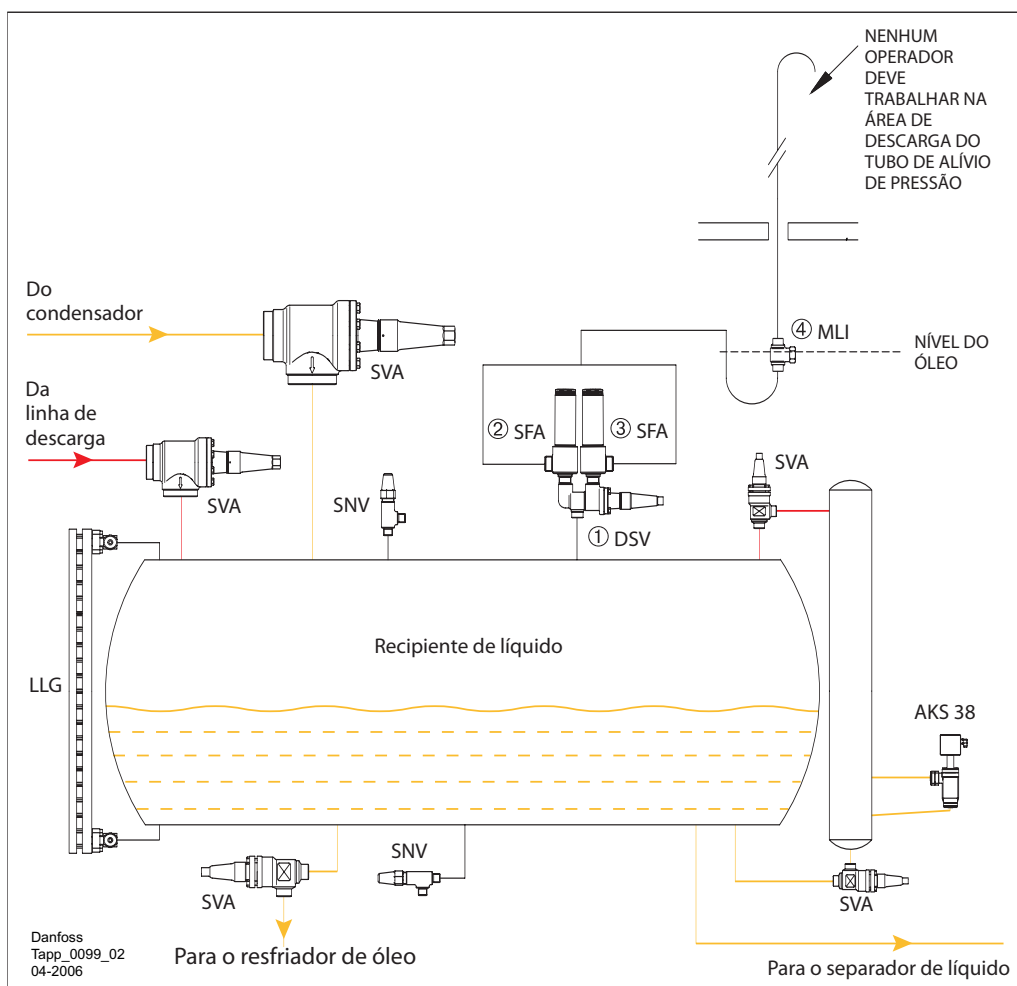 NENHUM
OPERADOR
DEVE
TRABALHAR NA
ÁREA DE
DESCARGA DO
TUBO DE ALÍVIO
DE PRESSÃO
Do
condensador
SVA
④ MLI
NÍVEL DO
ÓLEO
Da
linha de
descarga
SVA
SNV
② SFA
③ SFA
① DSV
SVA
Recipiente de líquido
LLG
AKS 38
SVA
SNV
SVA
Para o resfriador de óleo
Para o separador de líquido
Danfoss
Tapp_0099_02
04-2006